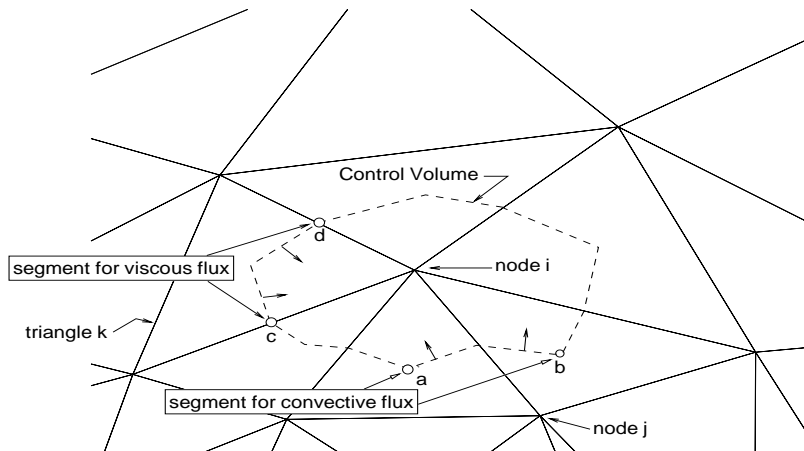 Control Volume
d
segment for viscous flux
node i
triangle k
c
b
a
segment for convective flux
node j